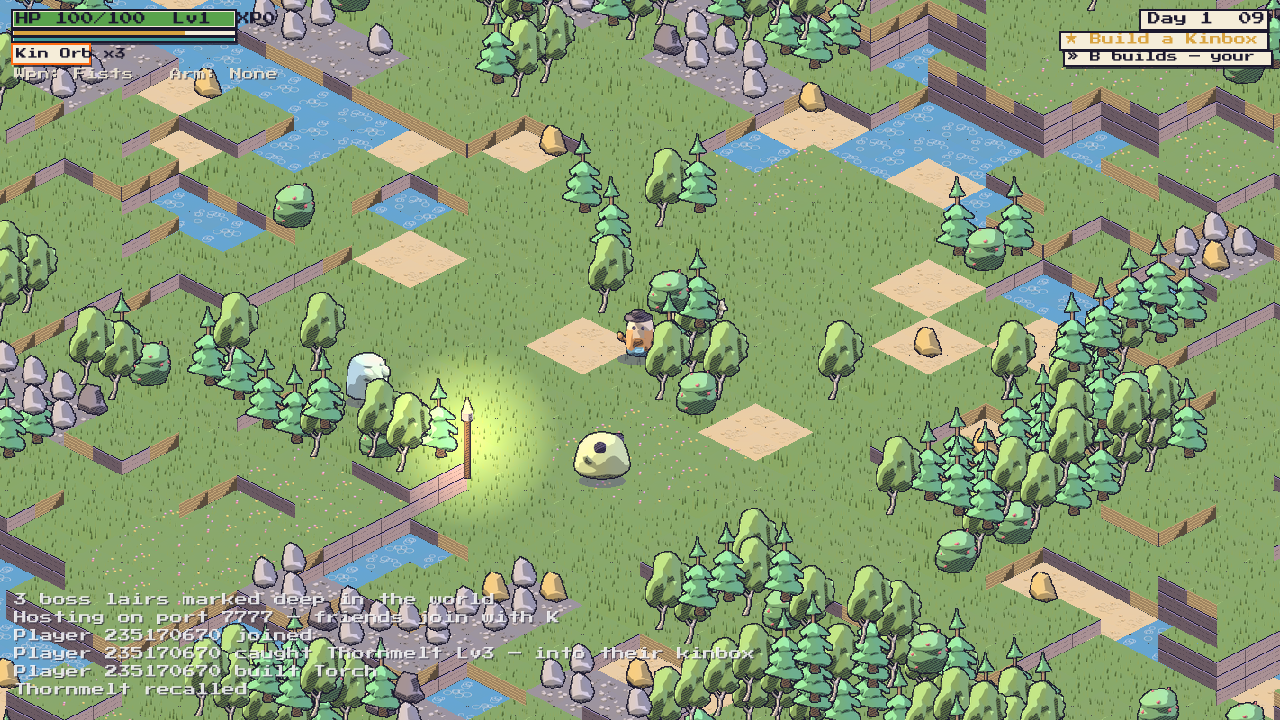 HP 100/100 Lv1 XP0
Day 1 09
Kin Orb x3
★ Build a Kinbox
» B builds — your
Wpn: Fists Arm: None
3 boss lairs marked deep in the world
Hosting on port 7777 — friends join with K
Player 235170670 joined
Player 235170670 caught Thornmelt Lv3 — into their kinbox
Player 235170670 built Torch
Thornmelt recalled